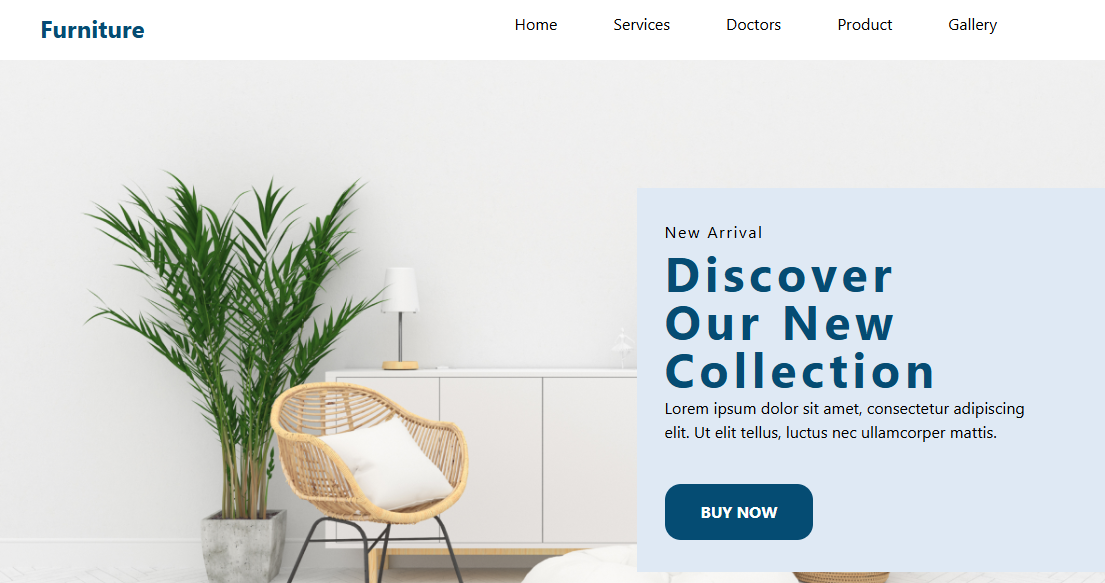 Furniture
Home Services Doctors Product Gallery
New Arrival
Discover
Our New
Collection
Lorem ipsum dolor sit amet, consectetur adipiscing
elit. Ut elit tellus, luctus nec ullamcorper mattis.
BUY NOW